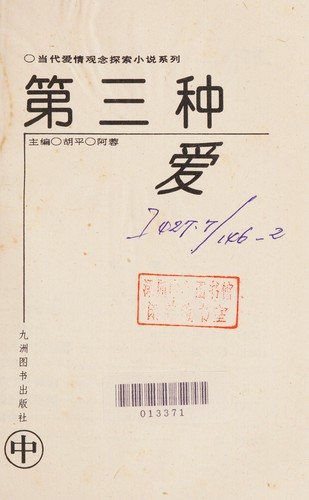 ○当代爱情观念探索小说系列
第三种
爱
主编○胡平○阿蓉
I427.7/146-2
013371
九洲图书出版社
中